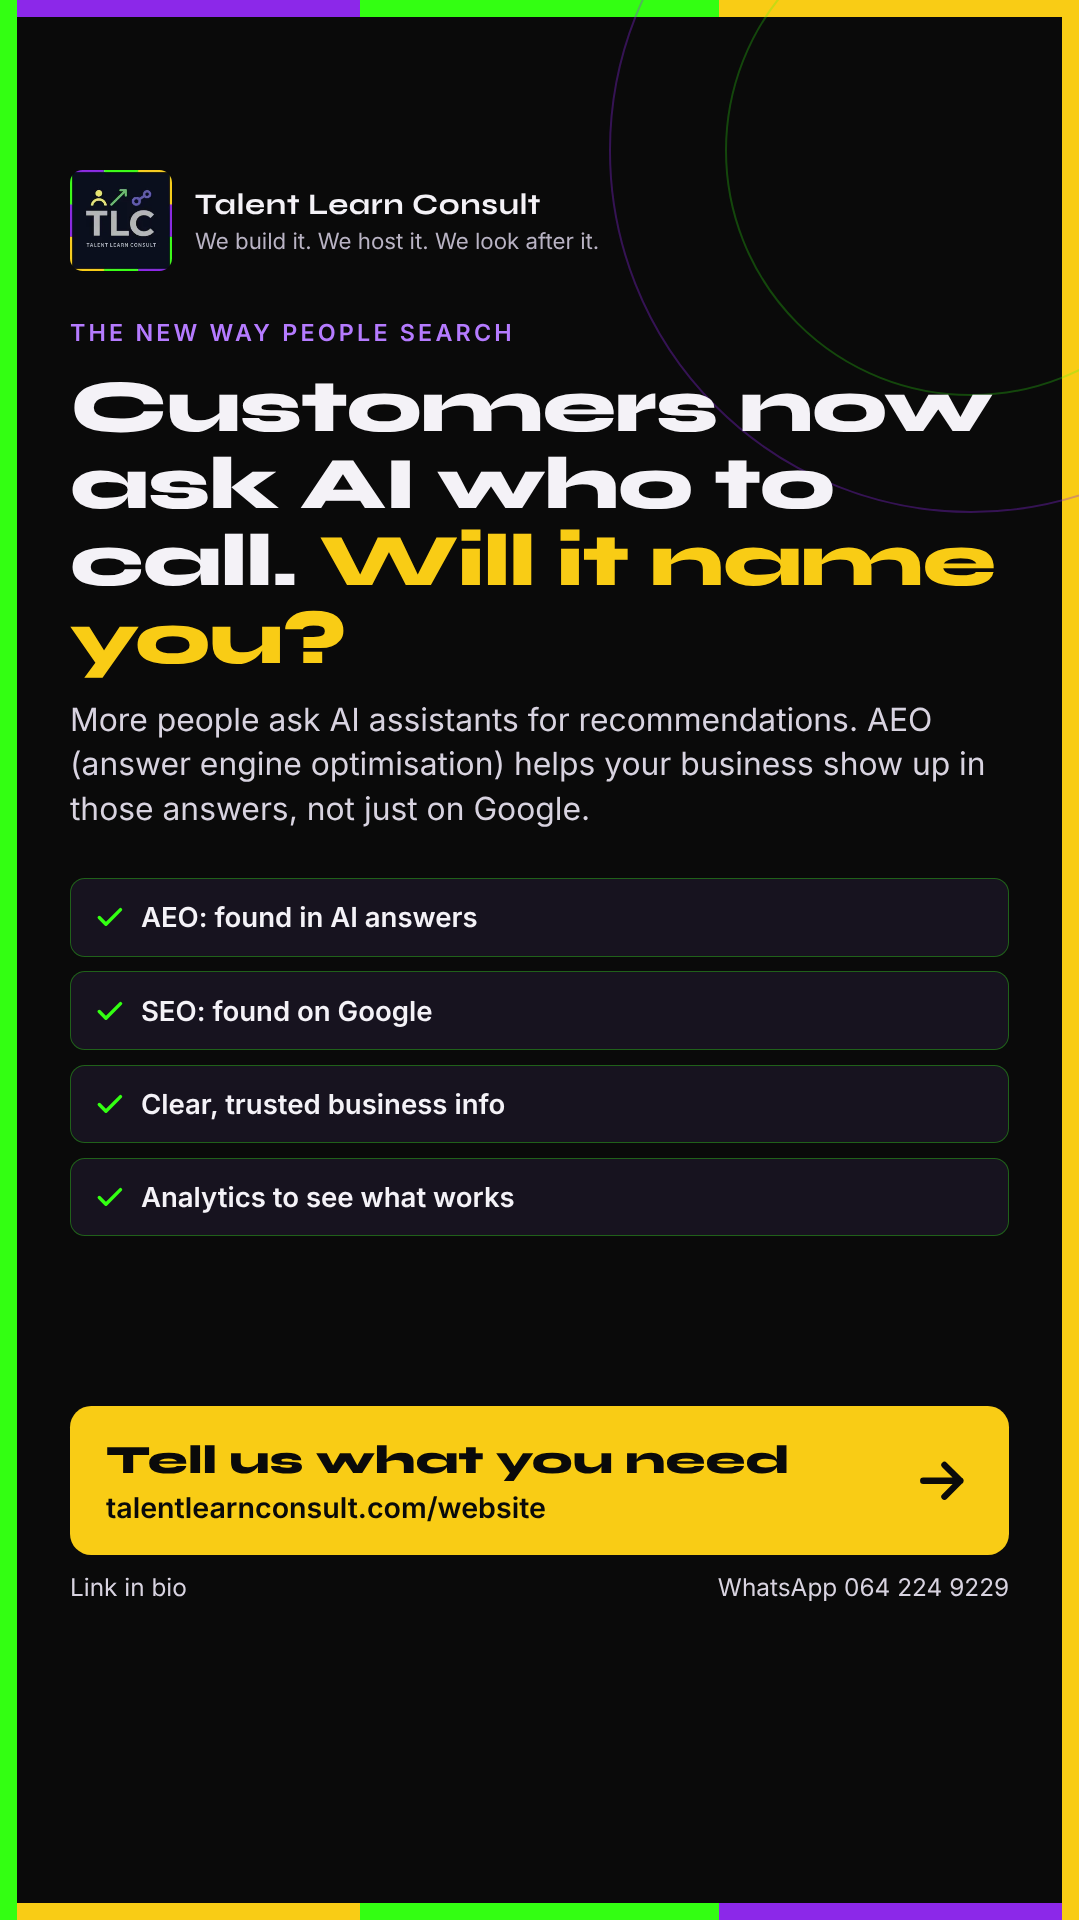 TLC
TALENT LEARN CONSULT
Talent Learn Consult
We build it. We host it. We look after it.
THE NEW WAY PEOPLE SEARCH
Customers now
ask AI who to
call. Will it name
you?
More people ask AI assistants for recommendations. AEO
(answer engine optimisation) helps your business show up in
those answers, not just on Google.
AEO: found in AI answers
SEO: found on Google
Clear, trusted business info
Analytics to see what works
Tell us what you need
talentlearnconsult.com/website
Link in bio
WhatsApp 064 224 9229